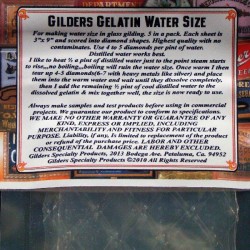 GILDERS GELATIN WATER SIZE
For making water size in glass gilding. 5 in a pack. Each sheet is
3"x 9" and scored into diamond shapes. Highest quality with no
contaminates. Use 4 to 5 diamonds per pint of water.
Distilled water works best.
I like to heat ½ a pint of distilled water just to the point steam starts
to rise...no boiling...boiling will ruin the water size. Once warm I then
tear up 4-5 diamonds(6-7 with heavy metals like silver) and place
them into the warm water and wait until they dissolve completely,
than I add the remaining ½ pint of cool distilled water to the
dissolved gelatin & mix together well, the size is now ready to use.
Always make samples and test products before using in commercial
projects. We guarantee our product to conform to specifications.
WE MAKE NO OTHER WARRANTY OR GUARANTEE OF ANY
KIND, EXPRESS OR IMPLIED, INCLUDING
MERCHANTABILITY AND FITNESS FOR PARTICULAR
PURPOSE. Liability, if any, Is limited to replacement of the product
or refund of the purchase price. LABOR AND OTHER
CONSEQUENTIAL DAMAGES ARE HEREBY EXCLUDED.
Gilders Specialty Products, 2013 Bodega Ave. Petaluma, Ca. 94952
Gilders Specialty Products ©2018 All Rights Reserved